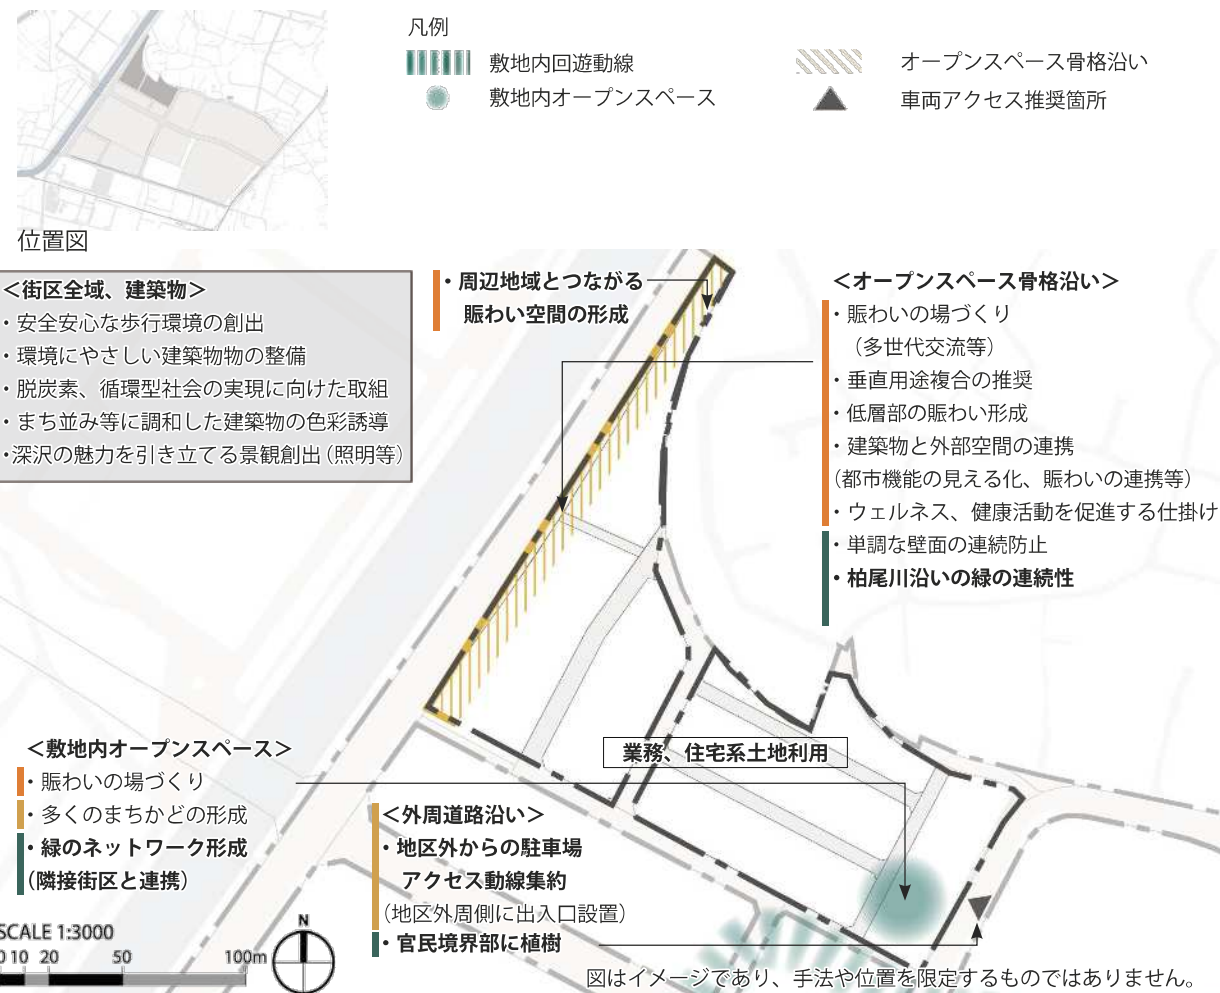 凡例
敷地内回遊動線
敷地内オープンスペース
オープンスペース骨格沿い
車両アクセス推奨箇所
位置図
＜街区全域、建築物＞
・安全安心な歩行環境の創出
・環境にやさしい建築物物の整備
・脱炭素、循環型社会の実現に向けた取組
・まち並み等に調和した建築物の色彩誘導
・深沢の魅力を引き立てる景観創出（照明等）
・周辺地域とつながる
賑わい空間の形成
＜オープンスペース骨格沿い＞
・賑わいの場づくり
（多世代交流等）
・垂直用途複合の推奨
・低層部の賑わい形成
・建築物と外部空間の連携
（都市機能の見える化、賑わいの連携等）
・ウェルネス、健康活動を促進する仕掛け
・単調な壁面の連続防止
・柏尾川沿いの緑の連続性
業務、住宅系土地利用
＜敷地内オープンスペース＞
・賑わいの場づくり
・多くのまちかどの形成
・緑のネットワーク形成
（隣接街区と連携）
＜外周道路沿い＞
・地区外からの駐車場
アクセス動線集約
（地区外周側に出入口設置）
・官民境界部に植樹
SCALE 1:3000
0 10 20 50 100m
N
図はイメージであり、手法や位置を限定するものではありません。